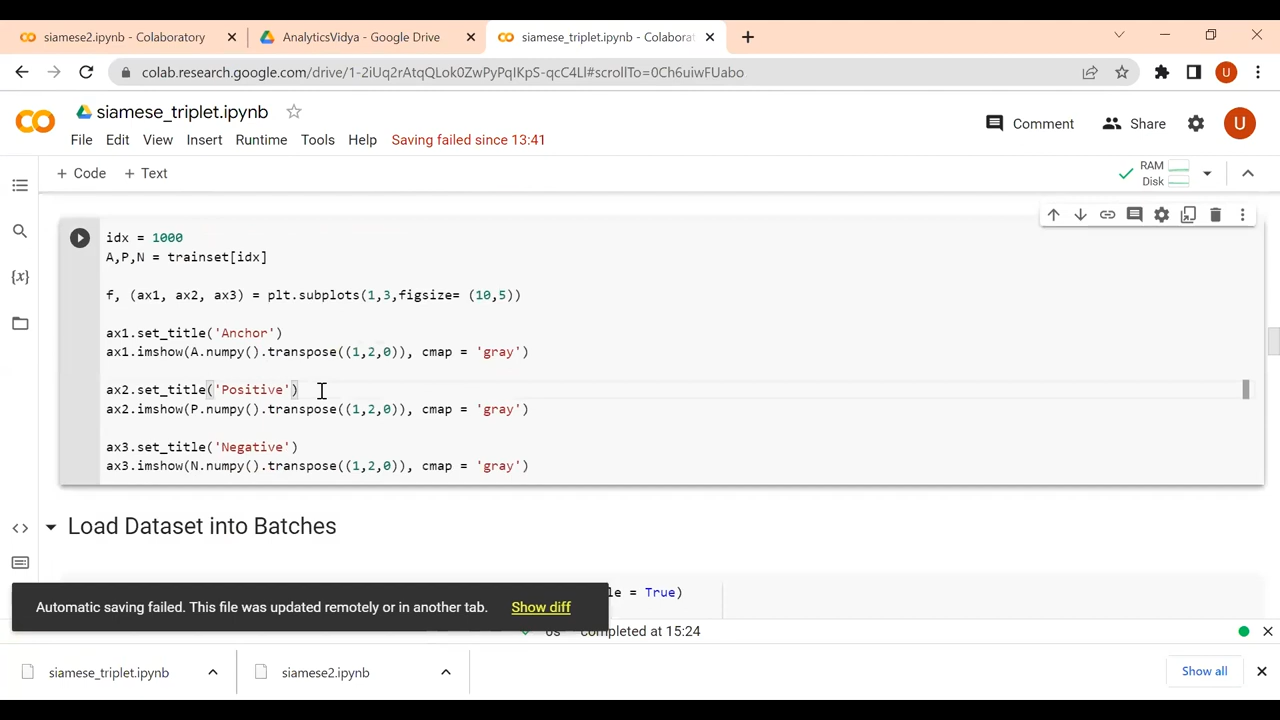 siamese2.ipynb - Colaboratory
AnalyticsVidya - Google Drive
siamese_triplet.ipynb - Colaborat
colab.research.google.com/drive/1-2iUq2rAtqQLok0ZwPyPqIKpS-qcC4Ll#scrollTo=0Ch6uiwFUabo
U
CO
siamese_triplet.ipynb
Comment
Share
U
File Edit View Insert Runtime Tools Help Saving failed since 13:41
+ Code + Text
RAM
Disk
idx = 1000
A,P,N = trainset[idx]
f, (ax1, ax2, ax3) = plt.subplots(1,3,figsize= (10,5))
ax1.set_title('Anchor')
ax1.imshow(A.numpy().transpose((1,2,0)), cmap = 'gray')
ax2.set_title('Positive')
ax2.imshow(P.numpy().transpose((1,2,0)), cmap = 'gray')
ax3.set_title('Negative')
ax3.imshow(N.numpy().transpose((1,2,0)), cmap = 'gray')
{x}
Load Dataset into Batches
= True)
Automatic saving failed. This file was updated remotely or in another tab. Show diff
completed at 15:24
siamese_triplet.ipynb
siamese2.ipynb
Show all